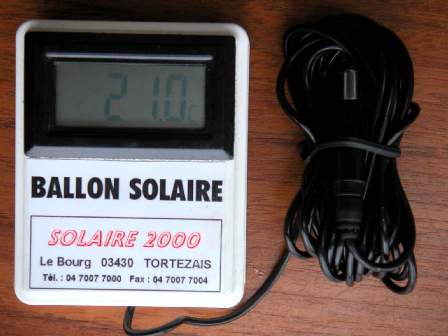 21.0°C
BALLON SOLAIRE
SOLAIRE 2000
Le Bourg 03430 TORTEZAIS
Tél. : 04 7007 7000 Fax : 04 7007 7004